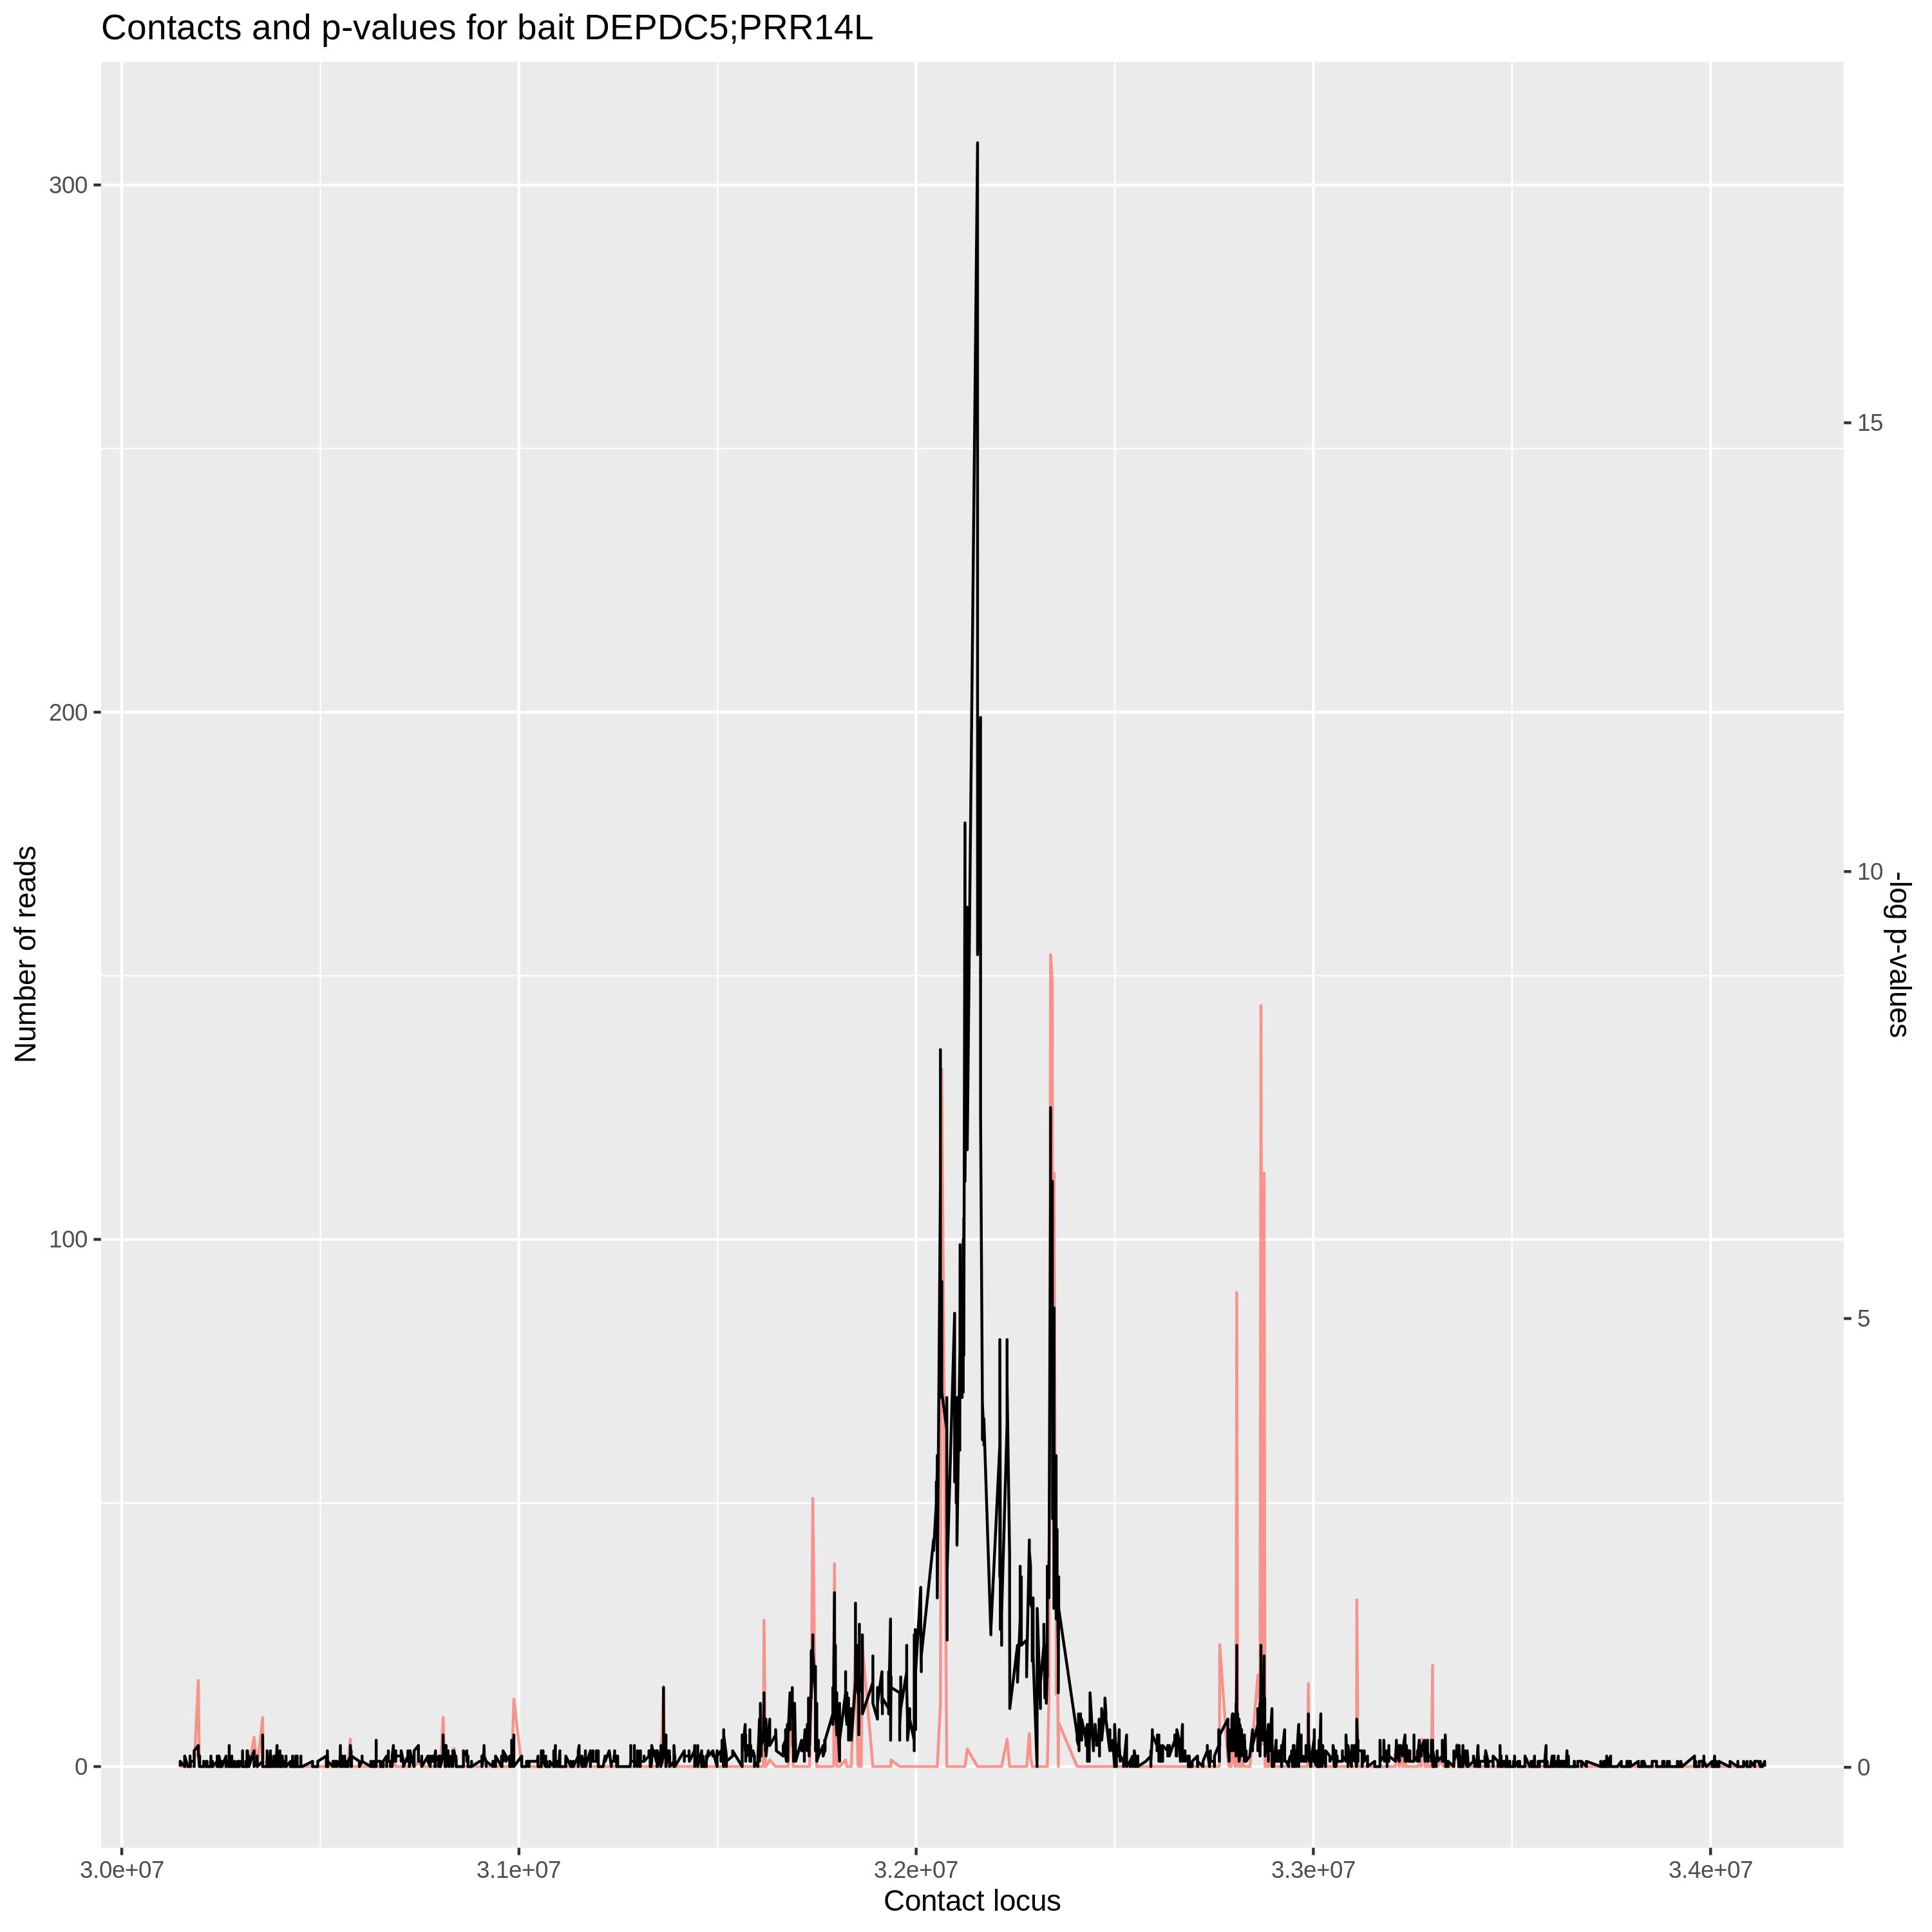 Contacts and p-values for bait DEPDC5;PRR14L
300
200
100
0
Number of reads
15
10
5
0
-log p-values
3.0e+07 3.1e+07 3.2e+07 3.3e+07 3.4e+07
Contact locus